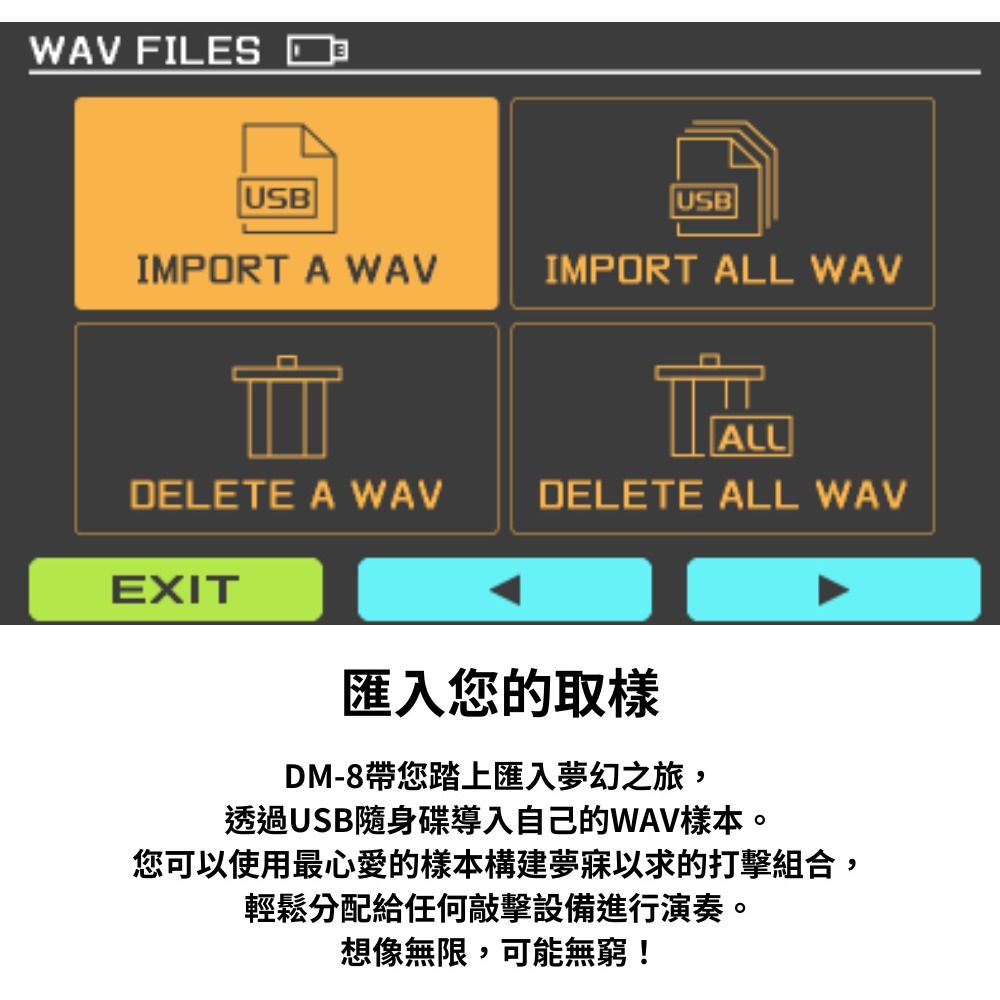 WAV FILES
USB
IMPORT A WAV
USB
IMPORT ALL WAV
DELETE A WAV
ALL
DELETE ALL WAV
EXIT
匯入您的取樣
DM-8帶您踏上匯入夢幻之旅，
透過USB隨身碟導入自己的WAV樣本。
您可以使用最心愛的樣本構建夢寐以求的打擊組合，
輕鬆分配給任何敲擊設備進行演奏。
想像無限，可能無窮！